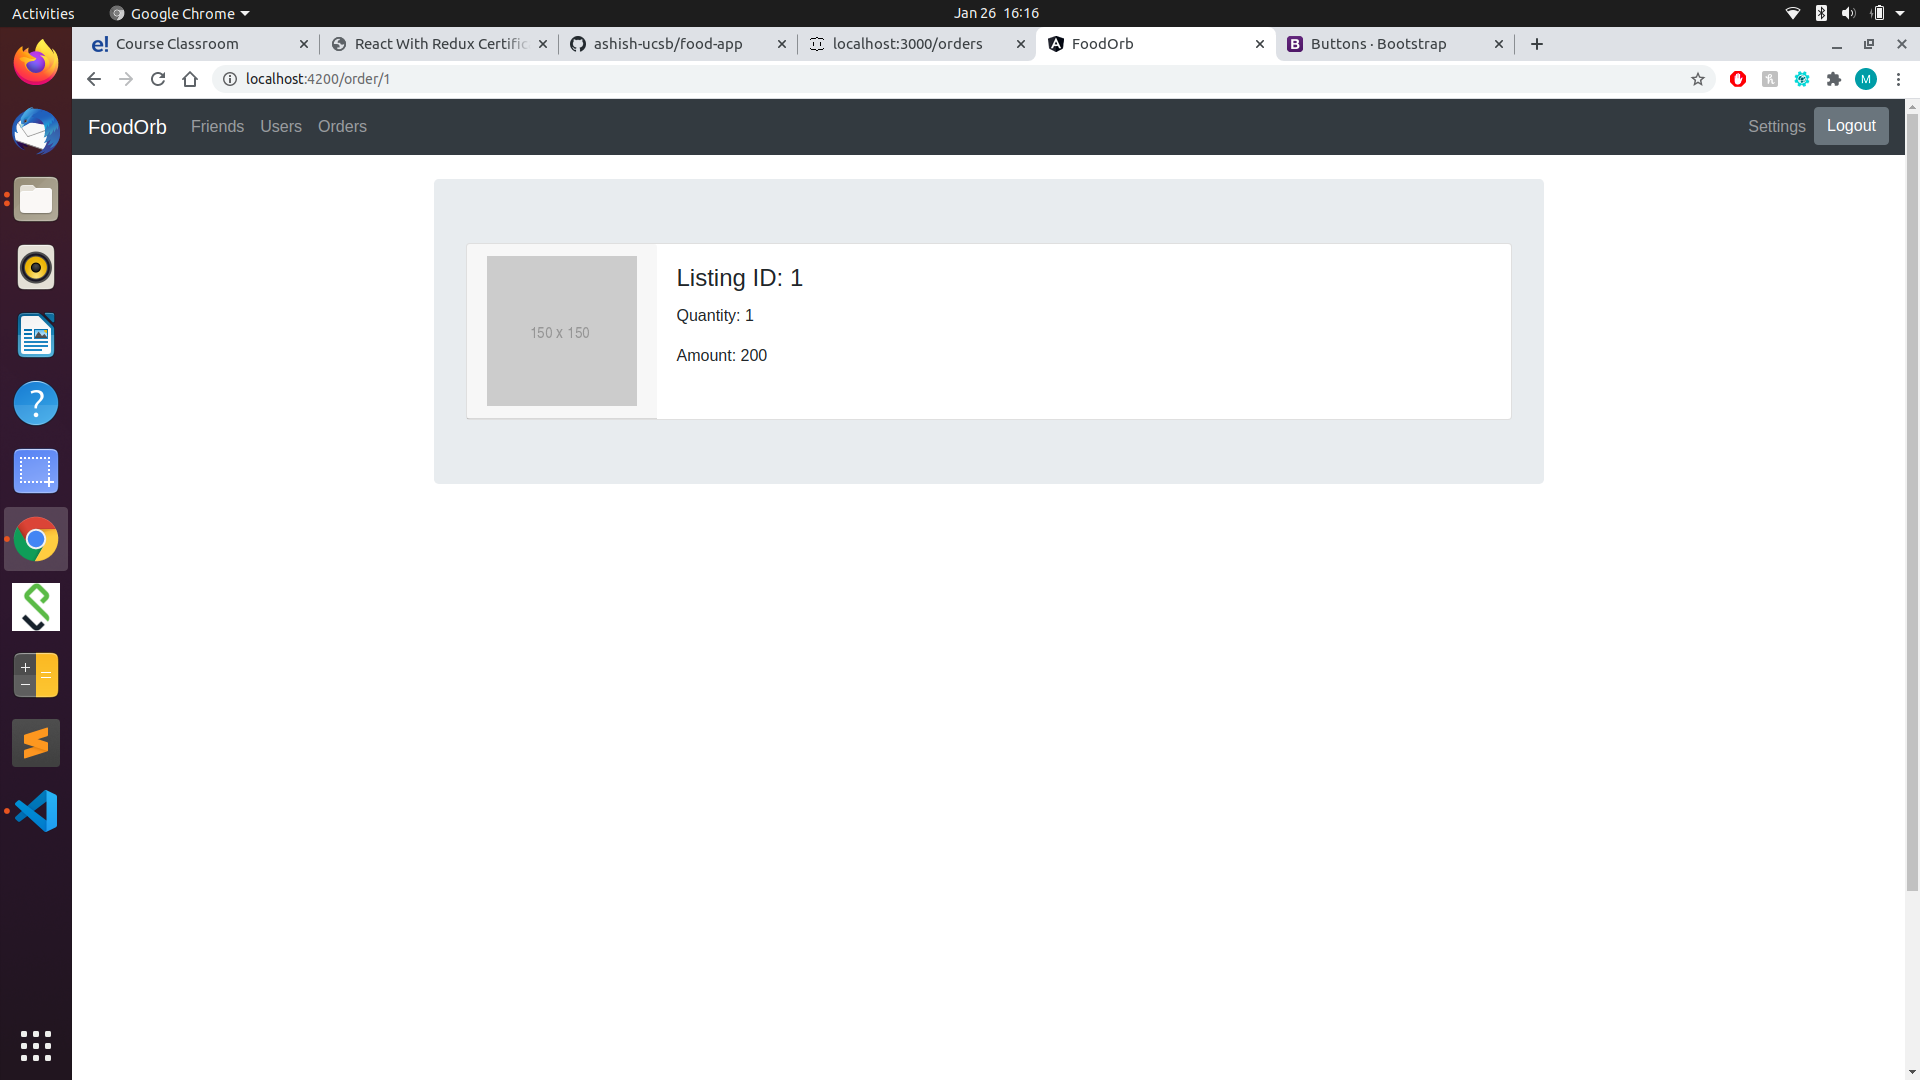 Activities
Google Chrome
Jan 26 16:16
e! Course Classroom
React With Redux Certific
ashish-ucsb/food-app
localhost:3000/orders
FoodOrb
B Buttons · Bootstrap
localhost:4200/order/1
M
FoodOrb Friends Users Orders Settings Logout
150 x 150
Listing ID: 1
Quantity: 1
Amount: 200